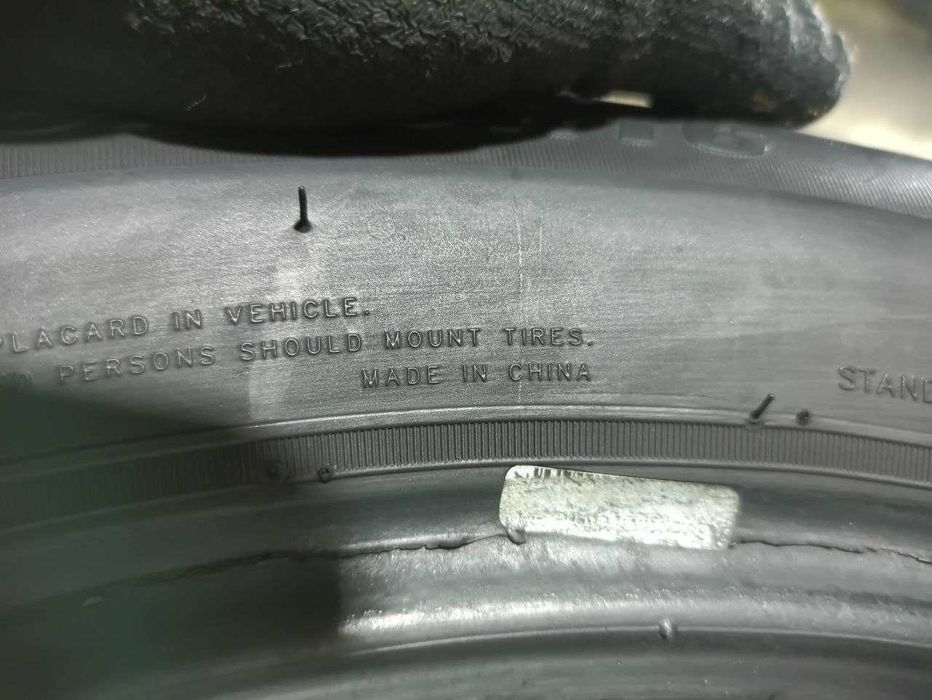 PLACARD IN VEHICLE.
PERSONS SHOULD MOUNT TIRES.
MADE IN CHINA
STAND